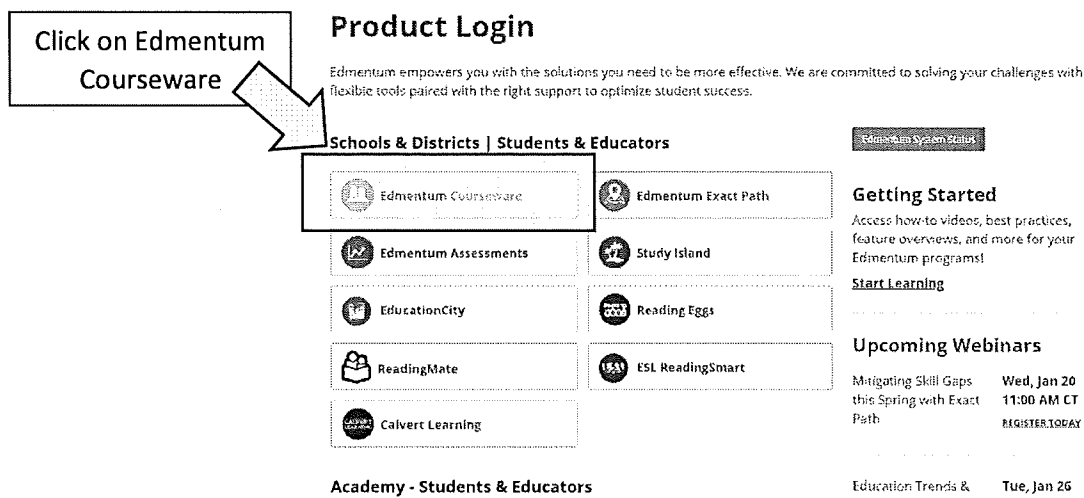 Click on Edmentum
Courseware
Product Login
Edmentum empowers you with the solutions you need to be more effective. We are committed to solving your challenges with
flexible tools paired with the right support to optimize student success.
Schools & Districts | Students & Educators
Edmentum Courseware
Edmentum Exact Path
Edmentum Assessments
Study Island
EducationCity
Reading Eggs
ReadingMate
ESL ReadingSmart
CALVERT
LEARNING
Calvert Learning
Academy - Students & Educators
Edmentum System Status
Getting Started
Access how-to videos, best practices,
feature overviews, and more for your
Edmentum programs!
Start Learning
Upcoming Webinars
Mitigating Skill Gaps
this Spring with Exact
Path
Wed, Jan 20
11:00 AM CT
REGISTER TODAY
Education Trends &
Tue, Jan 26